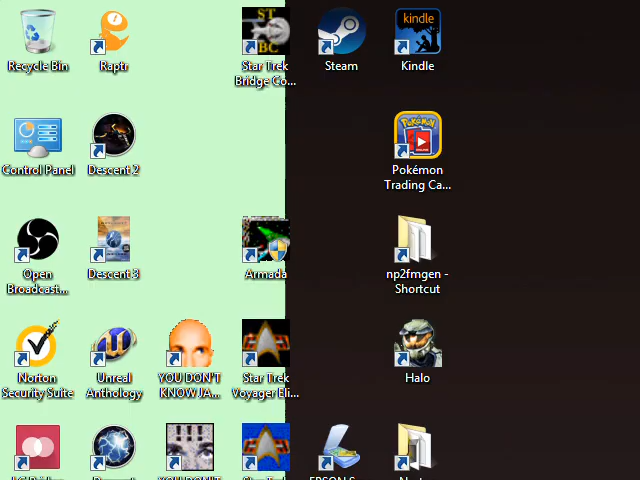 Recycle Bin
Raptr
ST
BC
Star Trek
Bridge Co...
Steam
kindle
Kindle
Control Panel
Descent 2
POKéMON
Pokémon
Trading Ca...
Open
Broadcast...
Descent 3
Armada
np2fmgen -
Shortcut
Norton
Security Suite
Unreal
Anthology
YOU DON'T
KNOW JA...
Star Trek
Voyager Eli...
Halo